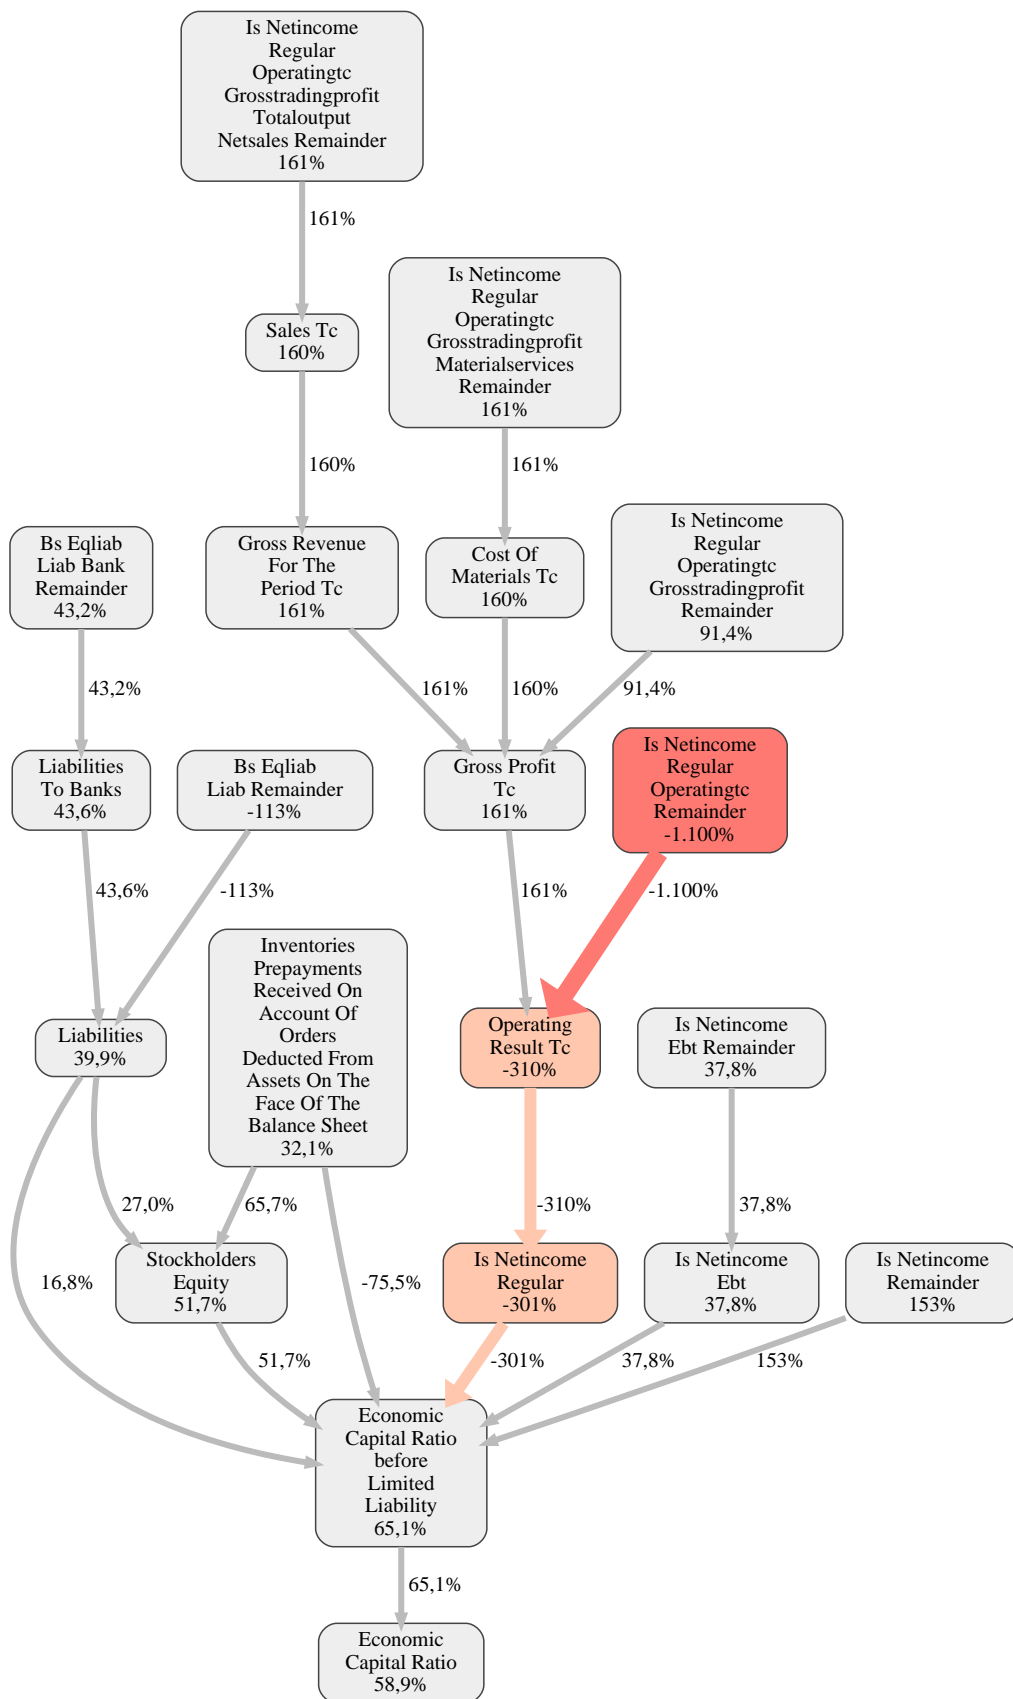 Is Netincome
Regular
Operatingtc
Grosstradingprofit
Totaloutput
Netsales Remainder
161%
161%
Is Netincome
Regular
Operatingtc
Grosstradingprofit
Materialservices
Remainder
161%
Sales Tc
160%
160%
161%
Bs Eqliab
Liab Bank
Remainder
43,2%
Gross Revenue
For The
Period Tc
161%
Cost Of
Materials Tc
160%
Is Netincome
Regular
Operatingtc
Grosstradingprofit
Remainder
91,4%
43,2%
161%
160%
91,4%
Liabilities
To Banks
43,6%
Bs Eqliab
Liab Remainder
-113%
Gross Profit
Tc
161%
Is Netincome
Regular
Operatingtc
Remainder
-1.100%
43,6%
-113%
161%
-1.100%
Inventories
Prepayments
Received On
Account Of
Orders
Deducted From
Assets On The
Face Of The
Balance Sheet
32,1%
Liabilities
39,9%
Operating
Result Tc
-310%
Is Netincome
Ebt Remainder
37,8%
27,0%
65,7%
-310%
37,8%
16,8%
Stockholders
Equity
51,7%
-75,5%
Is Netincome
Regular
-301%
Is Netincome
Ebt
37,8%
Is Netincome
Remainder
153%
51,7%
-301%
37,8%
153%
Economic
Capital Ratio
before
Limited
Liability
65,1%
65,1%
Economic
Capital Ratio
58,9%